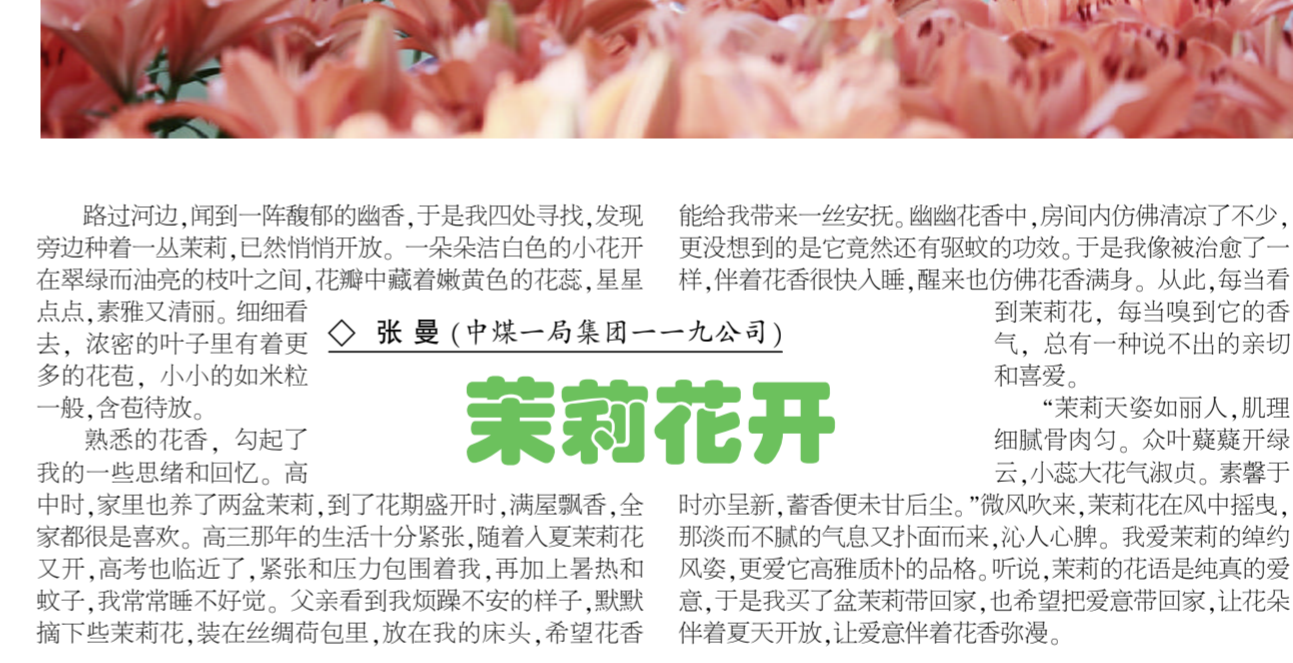 茉莉花开
◇ 张 曼 (中煤一局集团一一九公司)
路过河边,闻到一阵馥郁的幽香,于是我四处寻找,发现
旁边种着一丛茉莉,已然悄悄开放。一朵朵洁白色的小花开
在翠绿而油亮的枝叶之间,花瓣中藏着嫩黄色的花蕊,星星
点点,素雅又清丽。细细看
去，浓密的叶子里有着更
多的花苞，小小的如米粒
一般,含苞待放。
熟悉的花香，勾起了
我的一些思绪和回忆。高
中时,家里也养了两盆茉莉,到了花期盛开时,满屋飘香,全
家都很是喜欢。高三那年的生活十分紧张,随着入夏茉莉花
又开,高考也临近了,紧张和压力包围着我,再加上暑热和
蚊子,我常常睡不好觉。父亲看到我烦躁不安的样子,默默
摘下些茉莉花,装在丝绸荷包里,放在我的床头,希望花香
能给我带来一丝安抚。幽幽花香中,房间内仿佛清凉了不少,
更没想到的是它竟然还有驱蚊的功效。于是我像被治愈了一
样,伴着花香很快入睡,醒来也仿佛花香满身。从此,每当看
到茉莉花，每当嗅到它的香
气，总有一种说不出的亲切
和喜爱。
“茉莉天姿如丽人,肌理
细腻骨肉匀。众叶薿薿开绿
云,小蕊大花气淑贞。素馨于
时亦呈新,蓄香便未甘后尘。”微风吹来,茉莉花在风中摇曳,
那淡而不腻的气息又扑面而来,沁人心脾。我爱茉莉的绰约
风姿,更爱它高雅质朴的品格。听说,茉莉的花语是纯真的爱
意,于是我买了盆茉莉带回家,也希望把爱意带回家,让花朵
伴着夏天开放,让爱意伴着花香弥漫。